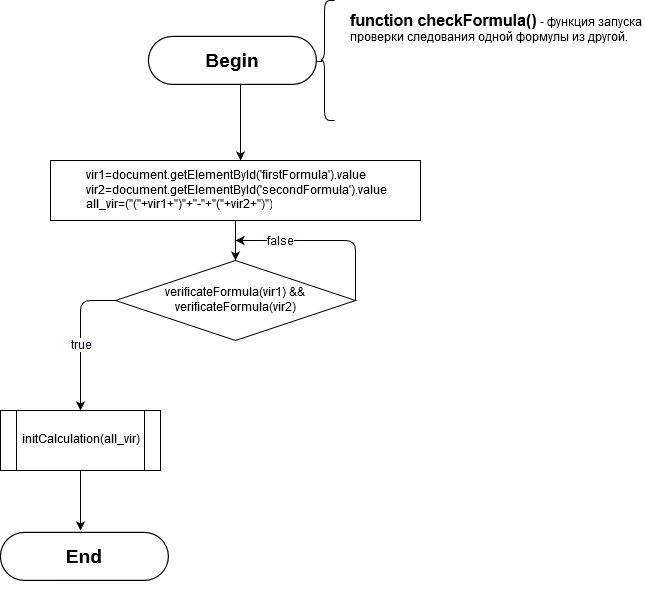 function checkFormula() - функция запуска
проверки следования одной формулы из другой.
Begin
vir1=document.getElementById('firstFormula').value
vir2=document.getElementById('secondFormula').value
all_vir=("("+vir1+")"+"-"+"("+vir2+")")
false
verificateFormula(vir1) &&
verificateFormula(vir2)
true
initCalculation(all_vir)
End